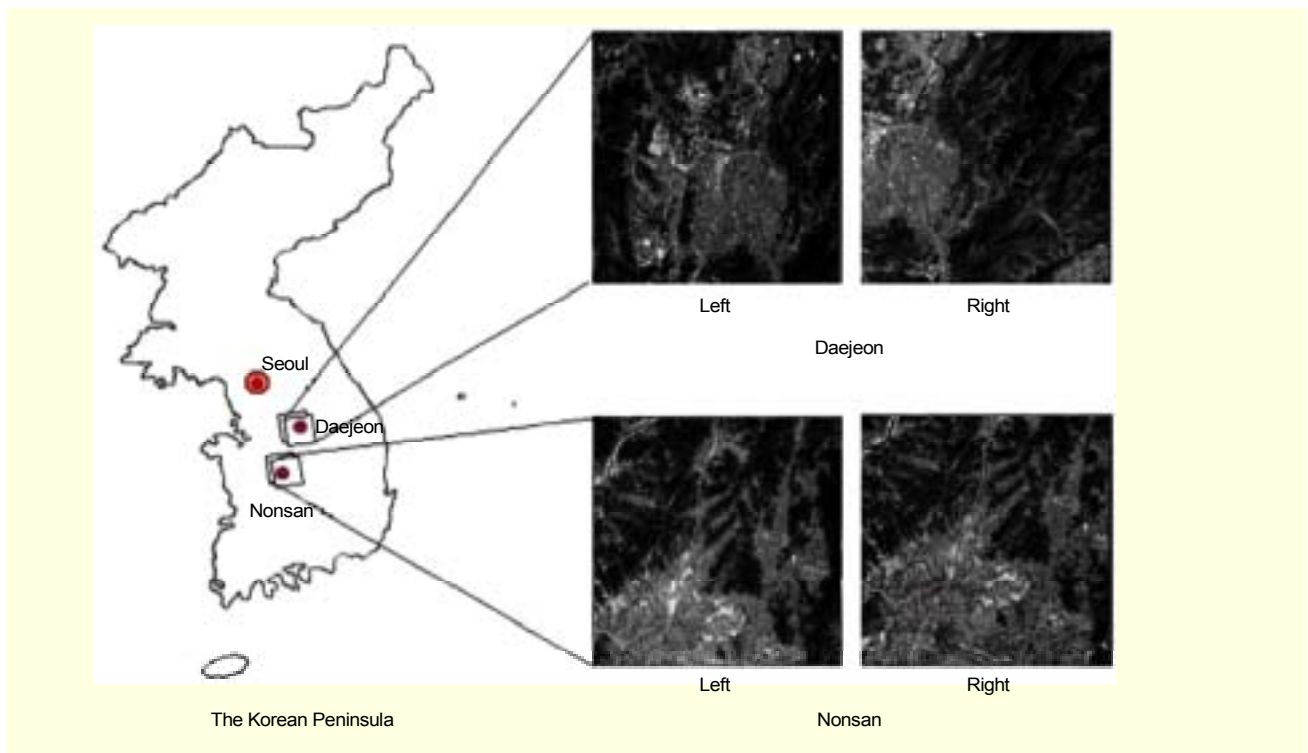 Left
Right
Daejeon
Seoul
Daejeon
Nonsan
Left
Right
The Korean Peninsula
Nonsan